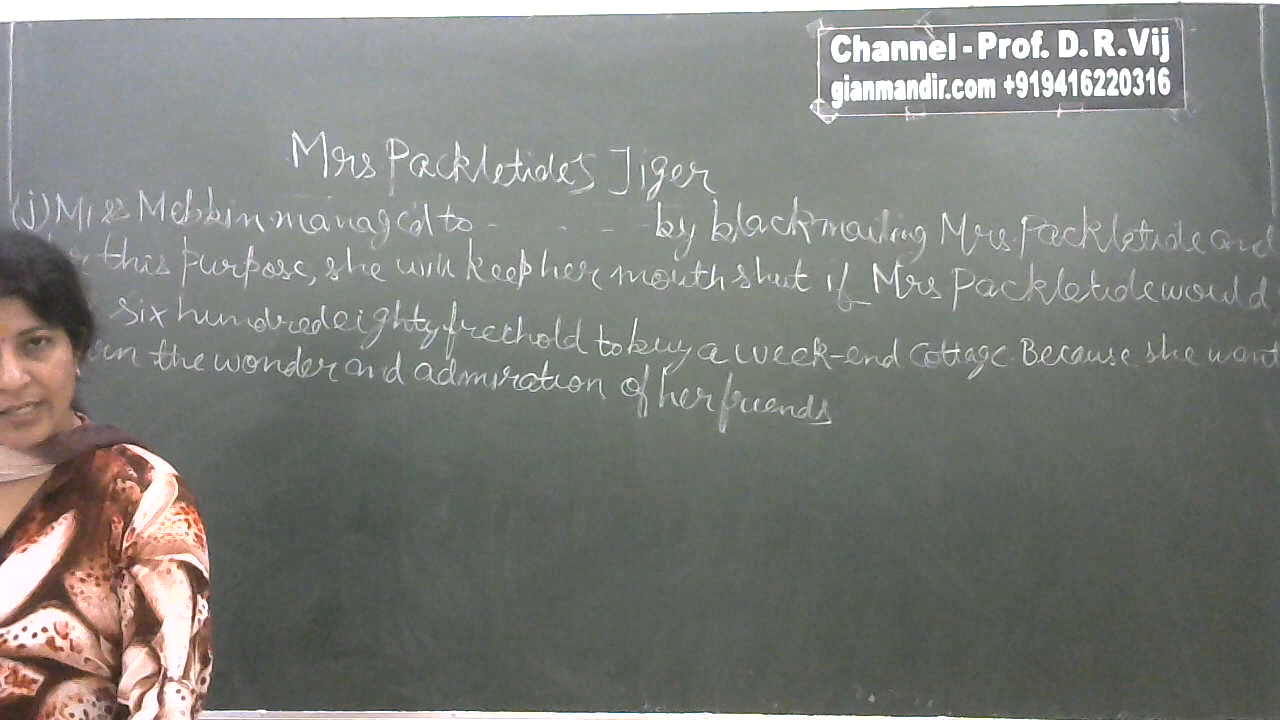 Channel - Prof. D. R. Vij
gianmandir.com +919416220316
Mrs Packletide's Tiger
(j) Miss Mebbin managed to - - - - by blackmailing Mrs. Packletide and
this purpose, she will keep her mouth shut if Mrs Packletide would
six hundred eighty freehold to buy a week-end cottage. Because she want
the wonder and admiration of her friends